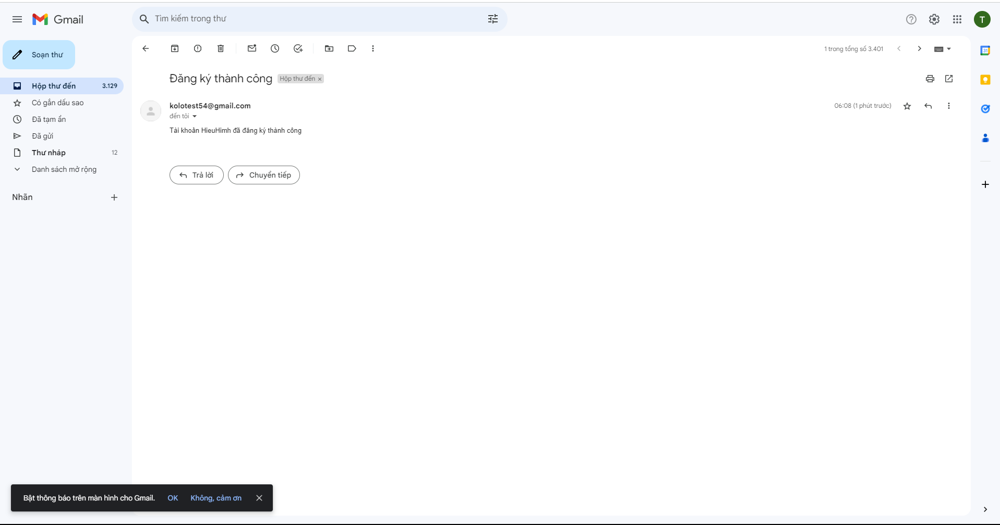 Gmail
Tìm kiếm trong thư
T
Soạn thư
1 trong tổng số 3.401
31
Đăng ký thành công
Hộp thư đến ×
Hộp thư đến 3.129
Có gắn dấu sao
Đã tạm ẩn
Đã gửi
Thư nháp 12
Danh sách mở rộng
Nhãn
kolotest54@gmail.com
06:08 (1 phút trước)
đến tôi
Tài khoản HieuHimh đã đăng ký thành công
Trả lời
Chuyển tiếp
Bật thông báo trên màn hình cho Gmail. OK Không, cảm ơn